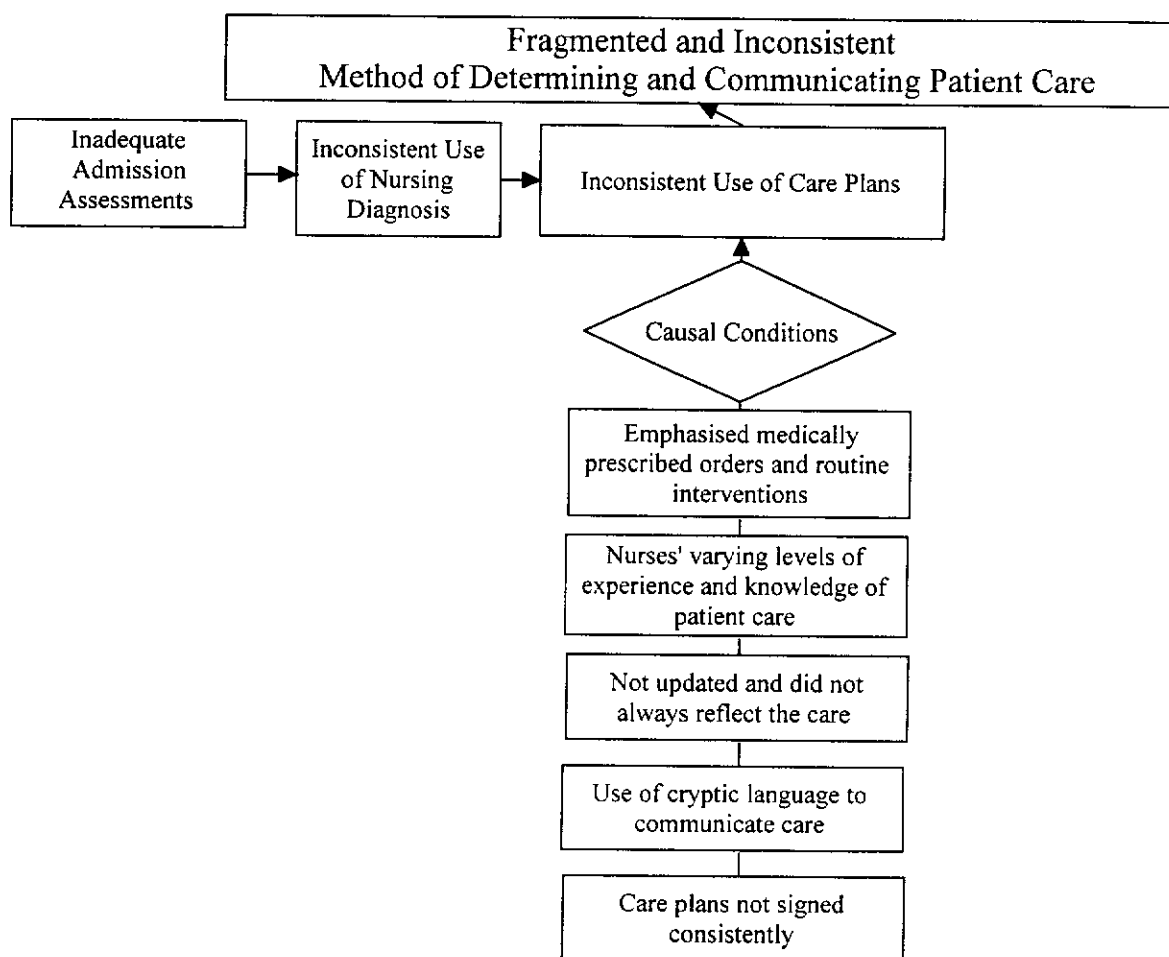 Fragmented and Inconsistent
Method of Determining and Communicating Patient Care
Inadequate
Admission
Assessments
Inconsistent Use
of Nursing
Diagnosis
Inconsistent Use of Care Plans
Causal Conditions
Emphasised medically
prescribed orders and routine
interventions
Nurses' varying levels of
experience and knowledge of
patient care
Not updated and did not
always reflect the care
Use of cryptic language to
communicate care
Care plans not signed
consistently